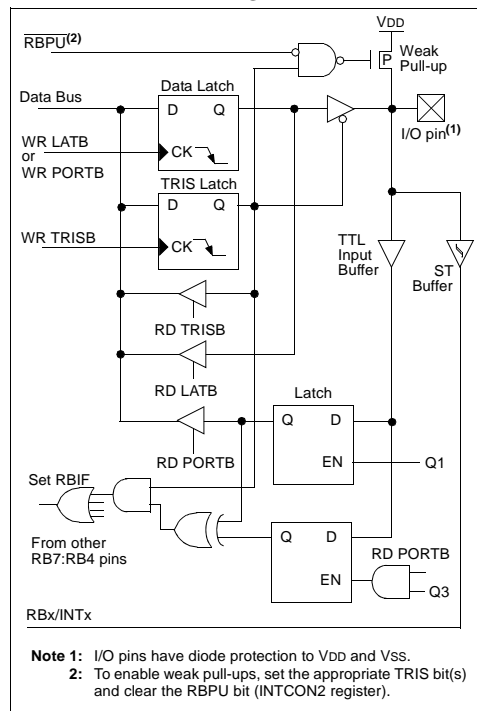 VDD
RBPU(2)
Weak
Pull-up
P
Data Latch
Data Bus
D Q
I/O pin(1)
WR LATB
or
WR PORTB
CK
TRIS Latch
D Q
WR TRISB
CK
TTL
Input
Buffer
ST
Buffer
RD TRISB
RD LATB
Latch
Q D
RD PORTB
EN
Q1
Set RBIF
Q D
RD PORTB
From other
RB7:RB4 pins
EN
Q3
RBx/INTx
Note 1: I/O pins have diode protection to VDD and VSS.
2: To enable weak pull-ups, set the appropriate TRIS bit(s)
and clear the RBPU bit (INTCON2 register).